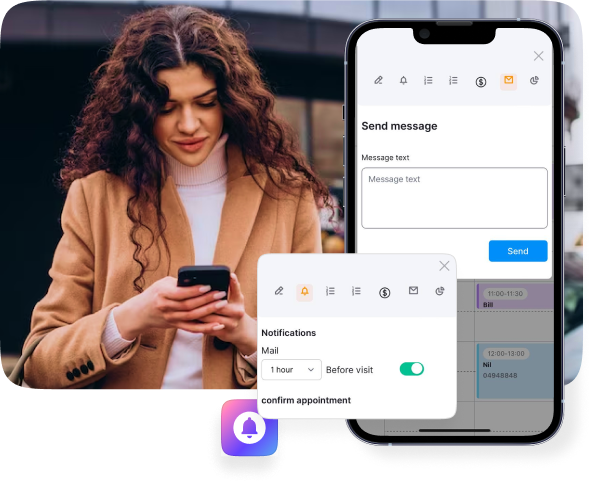 Send message
Message text
Message text
Send
11:00-11:30
Bill
12:00-13:00
Nil
04948848
Notifications
Mail
1 hour
Before visit
confirm appointment